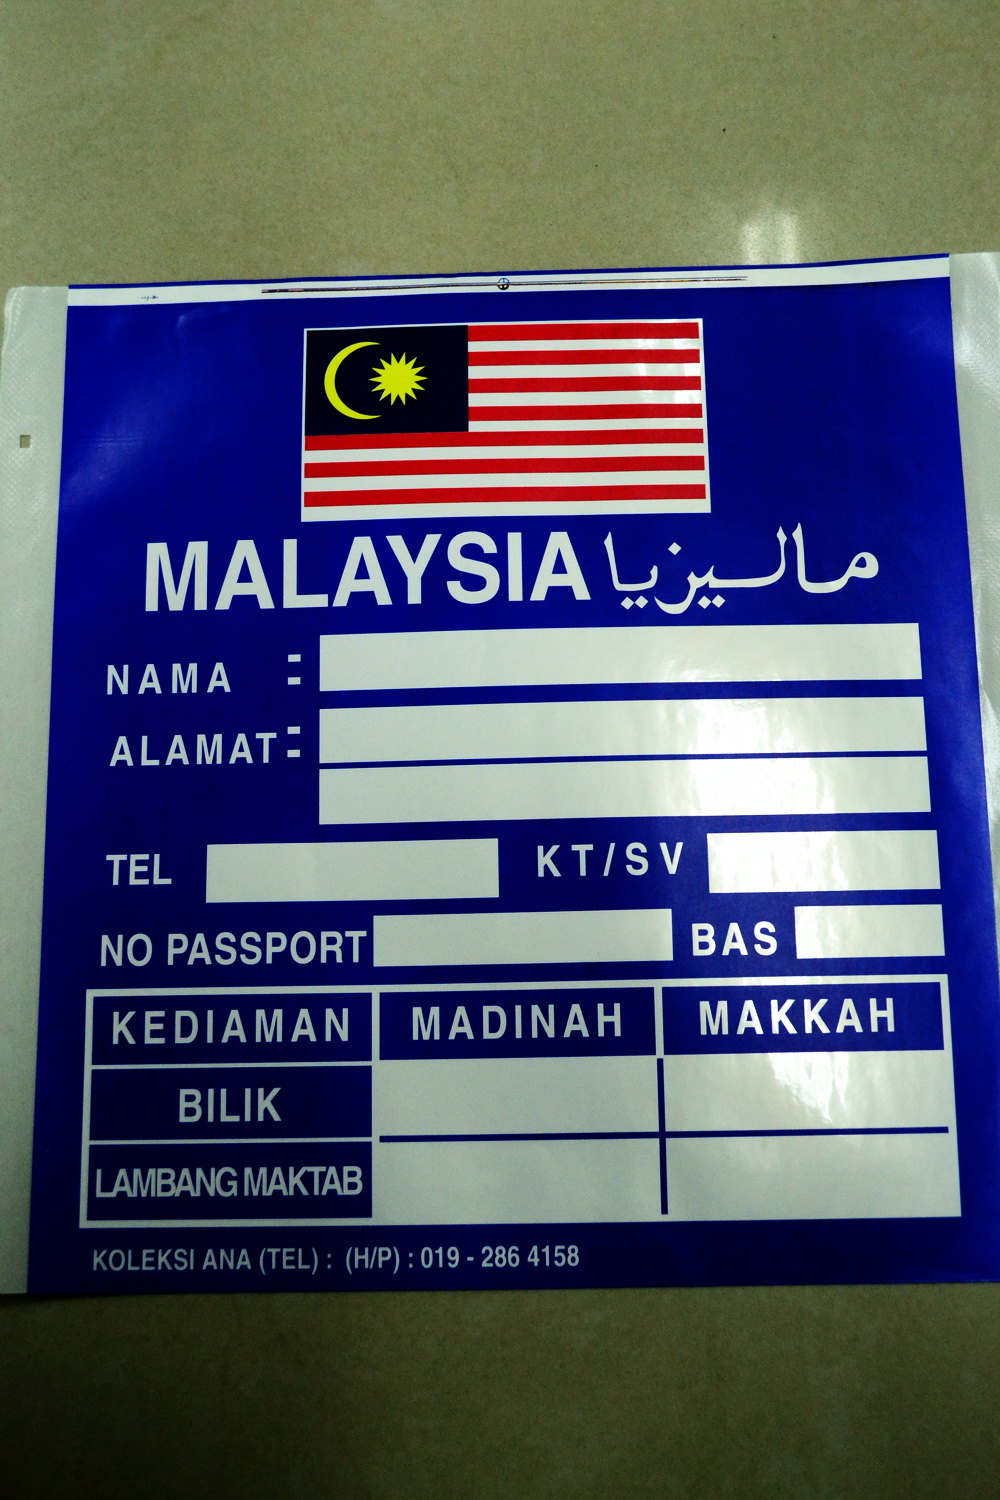 MALAYSIA ماليزيا
NAMA :
ALAMAT :
TEL KT/SV
NO PASSPORT BAS
KEDIAMAN MADINAH MAKKAH
BILIK
LAMBANG MAKTAB
KOLEKSI ANA (TEL) : (H/P) : 019 - 286 4158